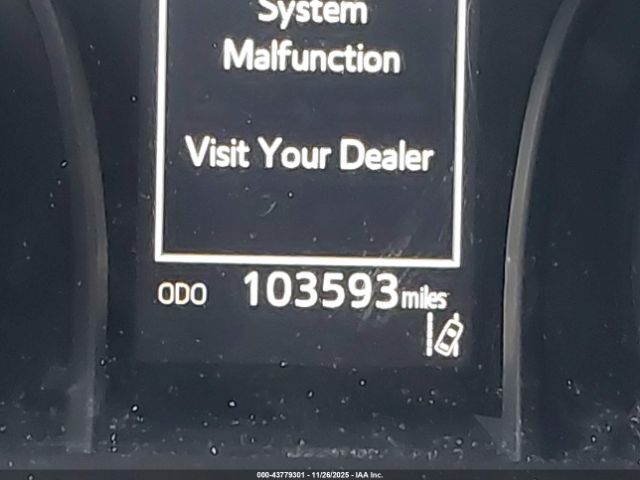 System
Malfunction
Visit Your Dealer
ODO 103593 miles
000-43779301 - 11/26/2025 - IAA Inc.